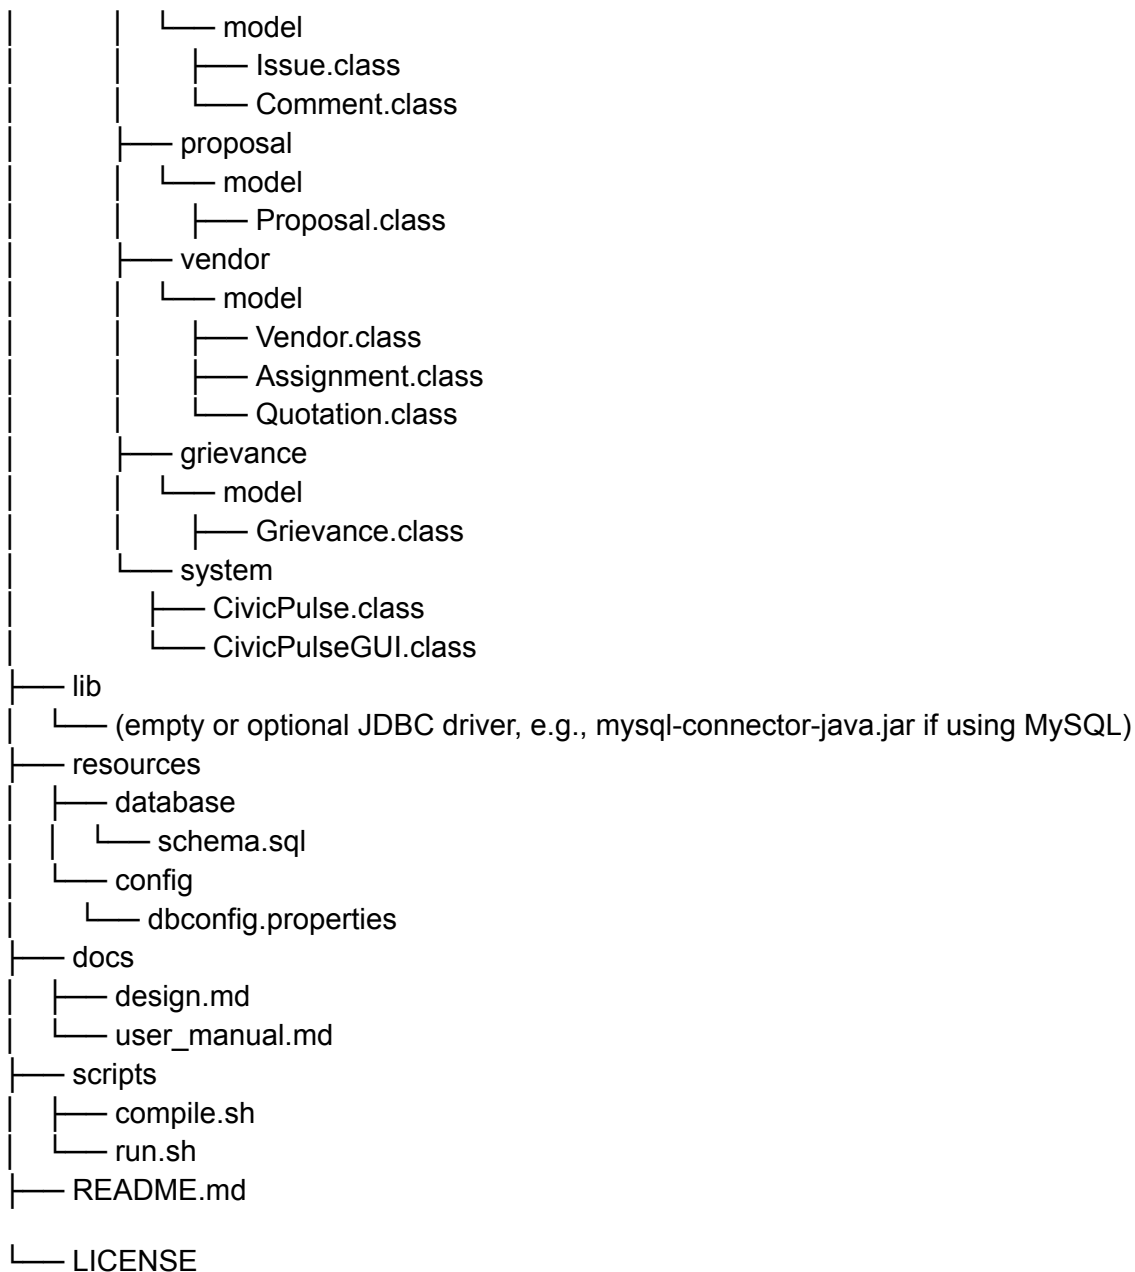 │ │ └── model
│ │ ├── Issue.class
│ │ └── Comment.class
│ ├── proposal
│ │ └── model
│ │ ├── Proposal.class
│ ├── vendor
│ │ └── model
│ │ ├── Vendor.class
│ │ ├── Assignment.class
│ │ └── Quotation.class
│ ├── grievance
│ │ └── model
│ │ ├── Grievance.class
│ └── system
│ ├── CivicPulse.class
│ └── CivicPulseGUI.class
├── lib
│ └── (empty or optional JDBC driver, e.g., mysql-connector-java.jar if using MySQL)
├── resources
│ ├── database
│ │ └── schema.sql
│ └── config
│ └── dbconfig.properties
├── docs
│ ├── design.md
│ └── user_manual.md
├── scripts
│ ├── compile.sh
│ └── run.sh
├── README.md
└── LICENSE